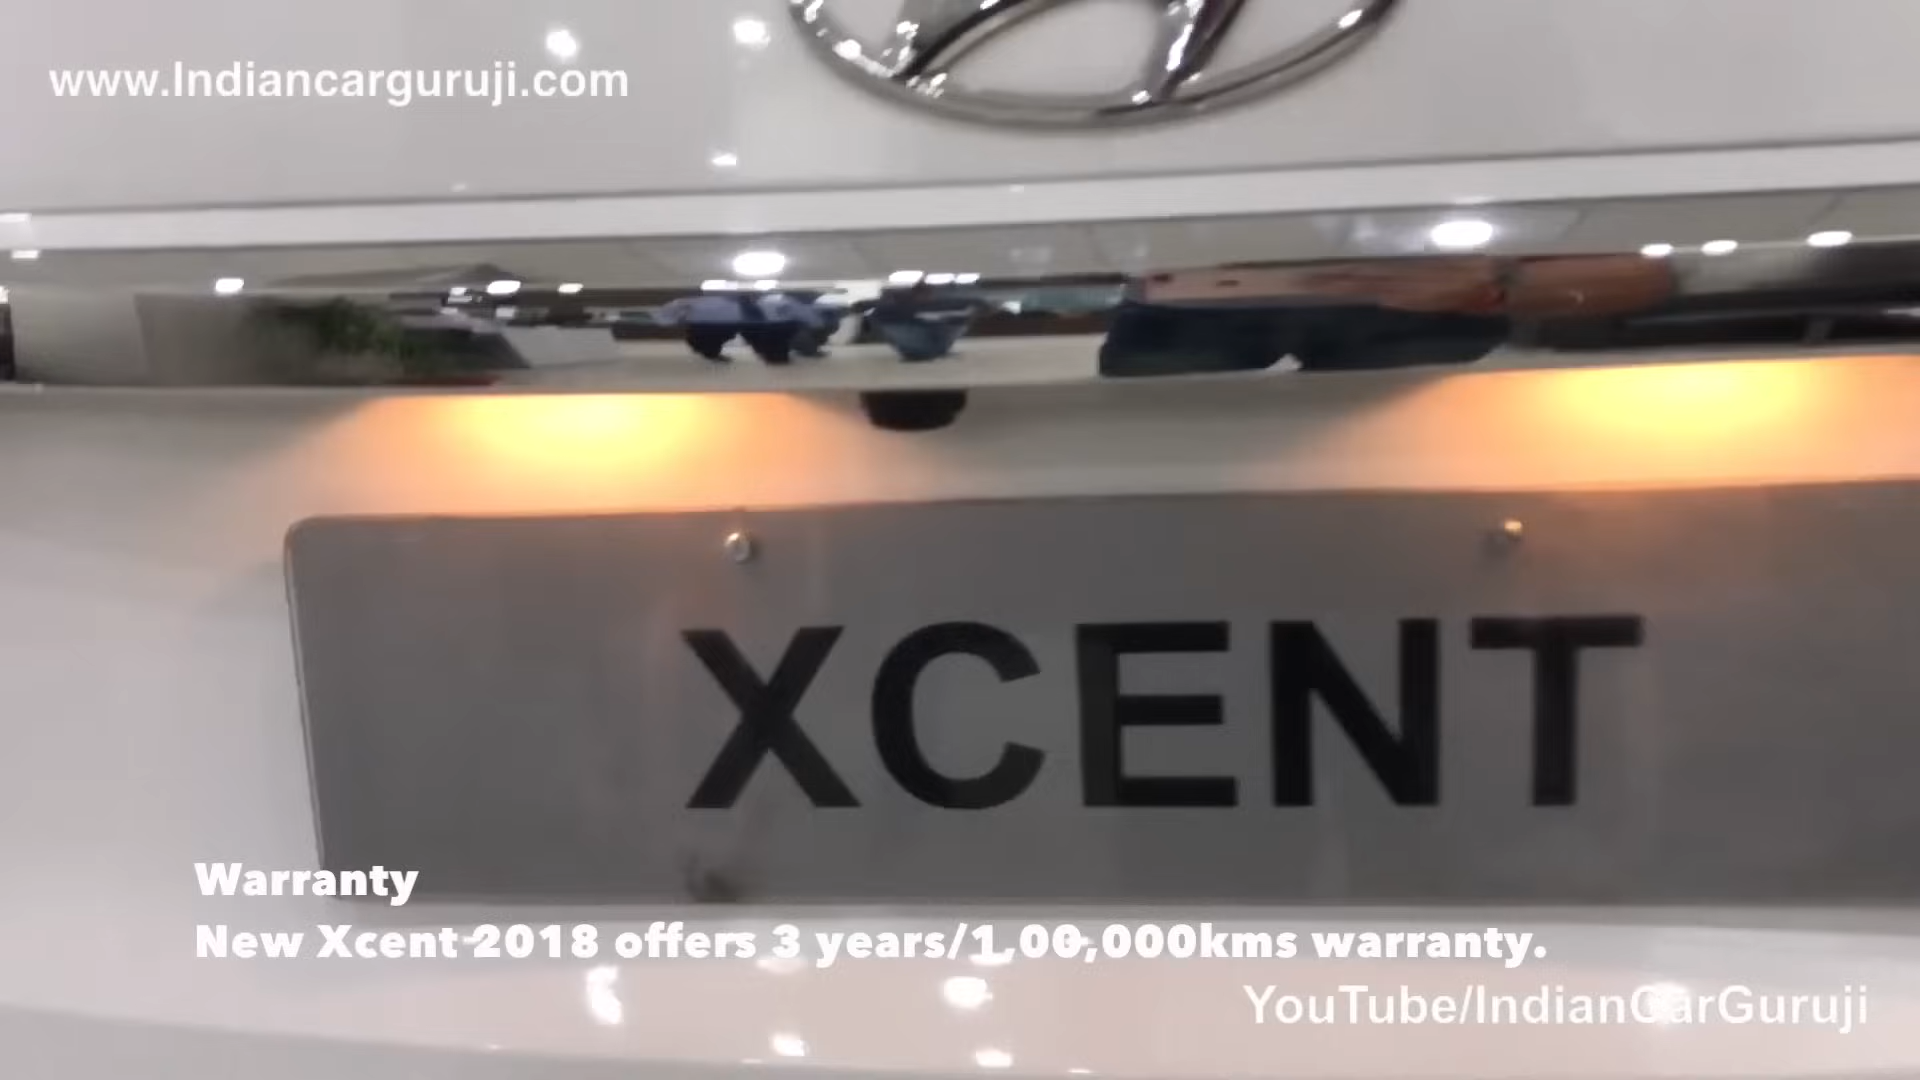 www.Indiancarguruji.com
XCENT
Warranty
New Xcent 2018 offers 3 years/1,00,000kms warranty.
YouTube/IndianCarGuruji